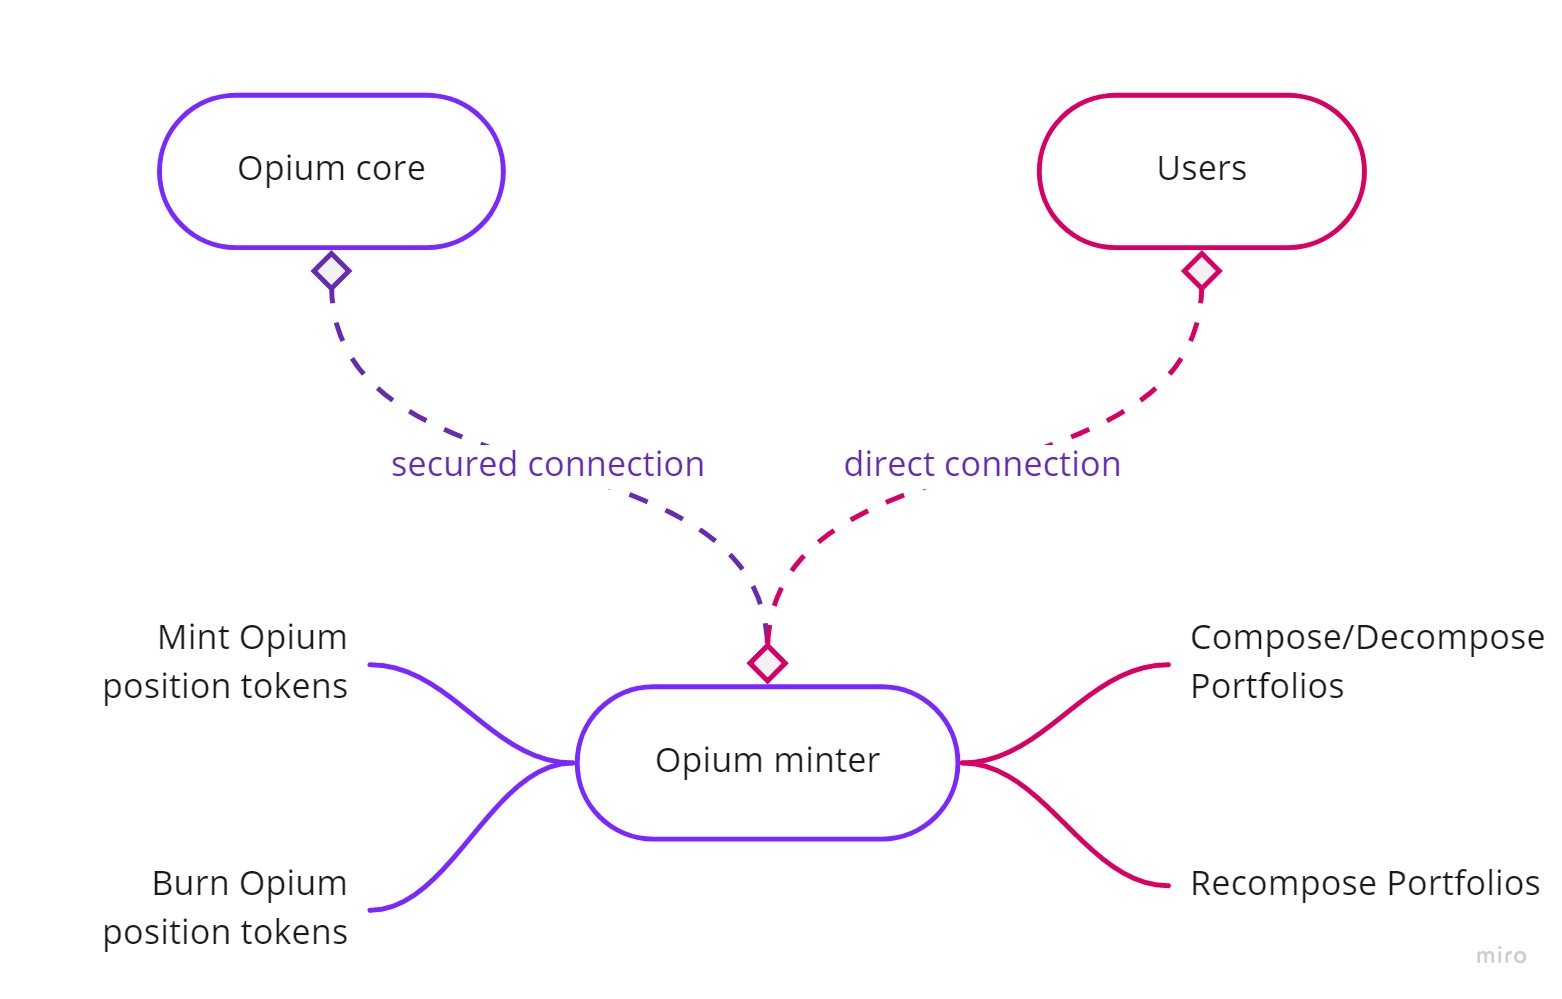 Opium core
Users
secured connection
direct connection
Mint Opium
position tokens
Compose/Decompose
Portfolios
Opium minter
Burn Opium
position tokens
Recompose Portfolios
miro